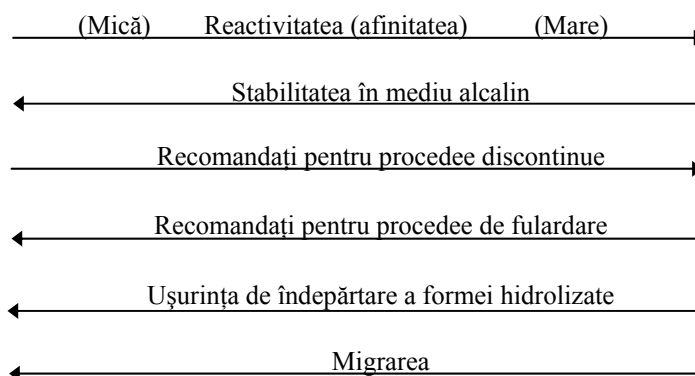 (Mică) Reactivitatea (afinitatea) (Mare)
Stabilitatea în mediu alcalin
Recomandați pentru procedee discontinue
Recomandați pentru procedee de fulardare
Ușurința de îndepărtare a formei hidrolizate
Migrarea